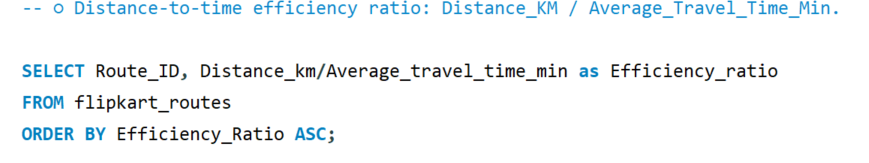 -- ○ Distance-to-time efficiency ratio: Distance_KM / Average_Travel_Time_Min.
SELECT Route_ID, Distance_km/Average_travel_time_min as Efficiency_ratio
FROM flipkart_routes
ORDER BY Efficiency_Ratio ASC;